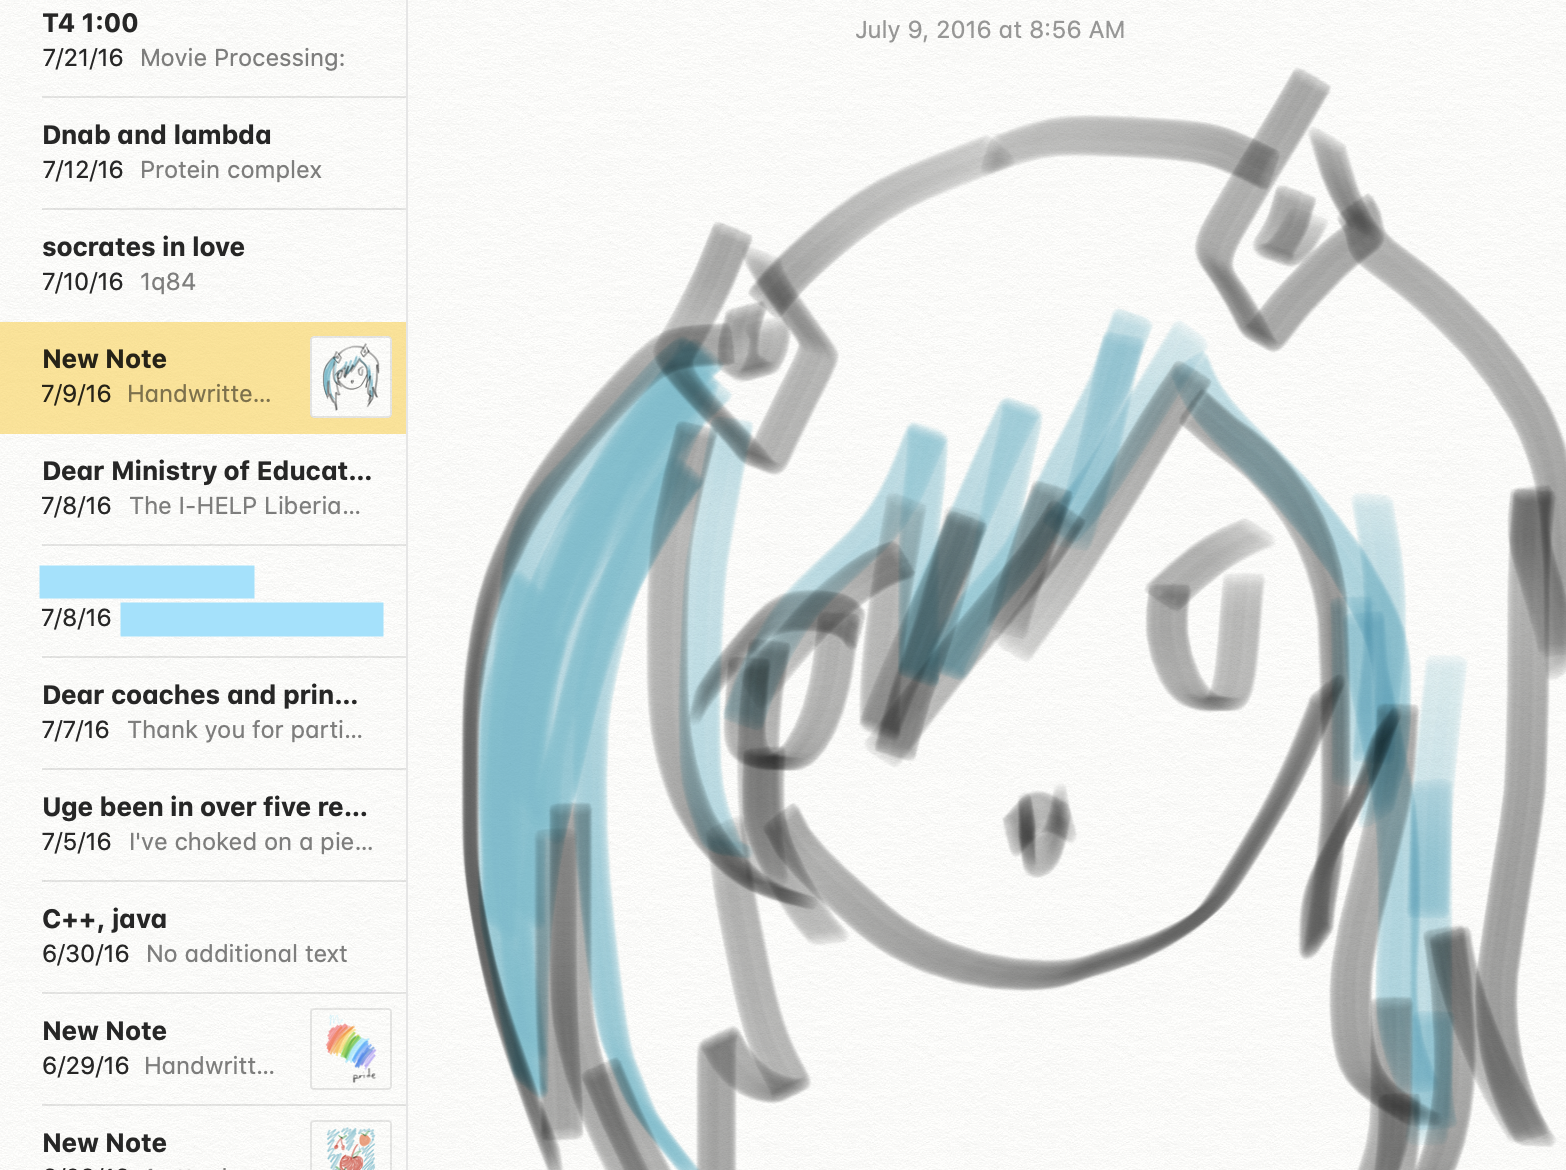 T4 1:00
7/21/16 Movie Processing:
Dnab and lambda
7/12/16 Protein complex
socrates in love
7/10/16 1q84
New Note
7/9/16 Handwritte...
Dear Ministry of Educat...
7/8/16 The I-HELP Liberia...
7/8/16
Dear coaches and prin...
7/7/16 Thank you for parti...
Uge been in over five re...
7/5/16 I've choked on a pie...
C++, java
6/30/16 No additional text
New Note
6/29/16 Handwritt...
pride
New Note
July 9, 2016 at 8:56 AM